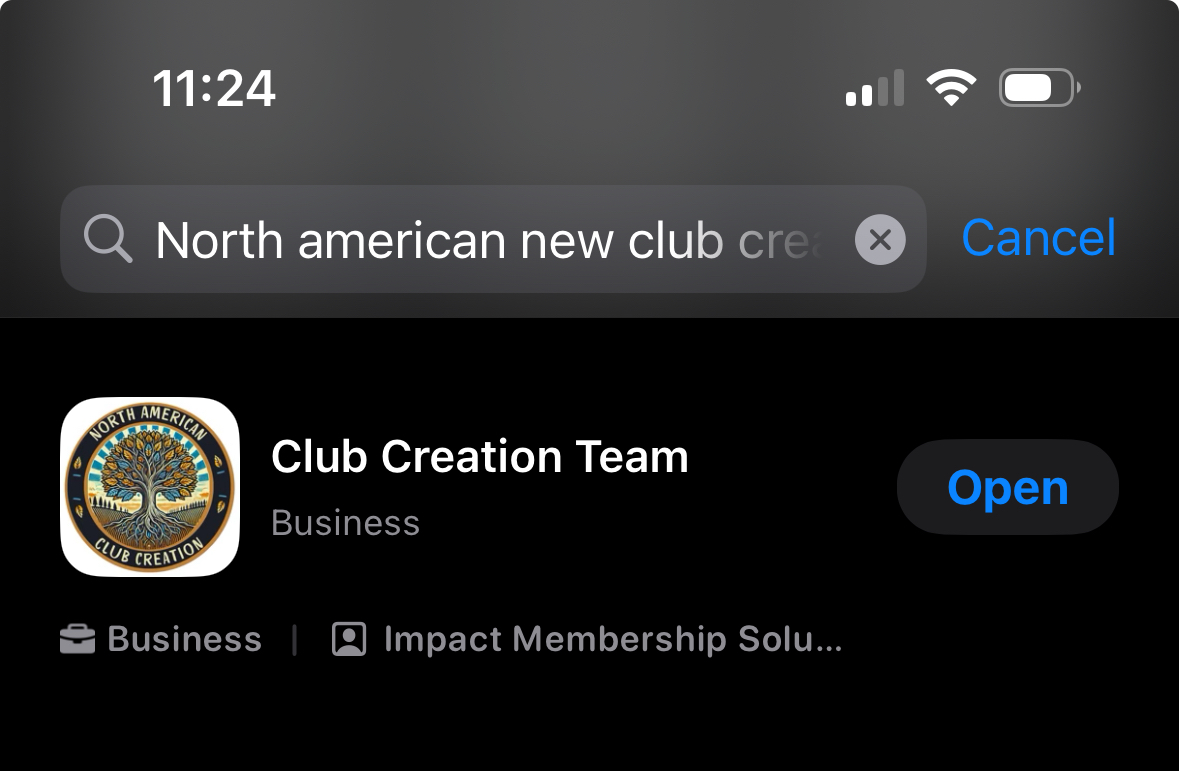 11:24
North american new club crea
Cancel
NORTH AMERICAN
CLUB CREATION
Club Creation Team
Business
Open
Business
Impact Membership Solu...